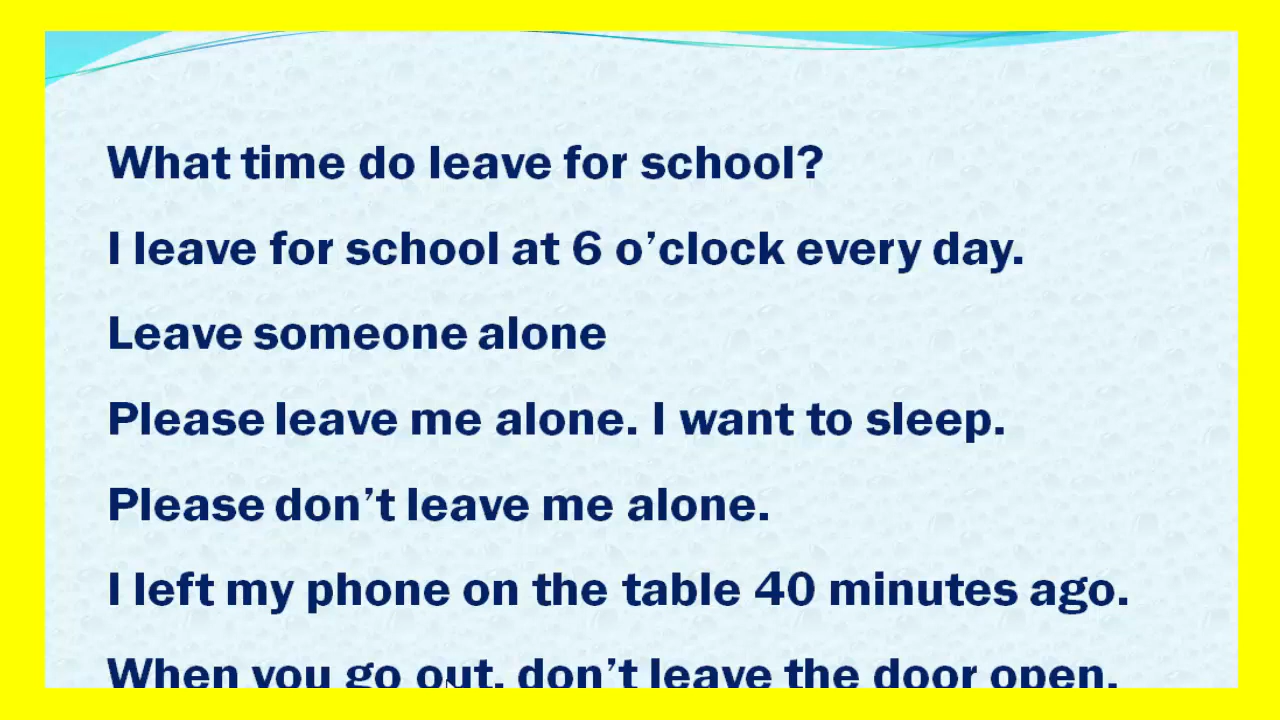 What time do leave for school?
I leave for school at 6 o’clock every day.
Leave someone alone
Please leave me alone. I want to sleep.
Please don’t leave me alone.
I left my phone on the table 40 minutes ago.
When you go out, don’t leave the door open.